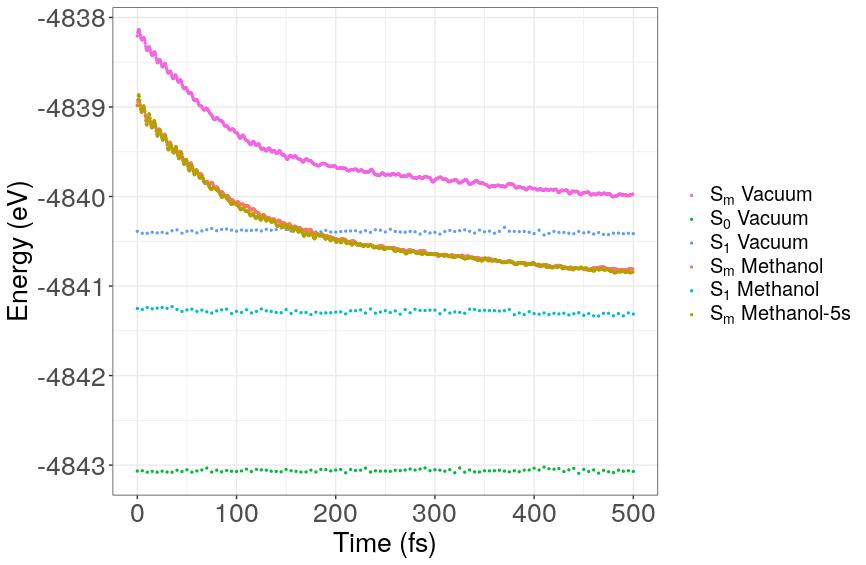 -4838
-4839
-4840
-4841
-4842
-4843
Energy (eV)
0 100 200 300 400 500
Time (fs)
Sₘ Vacuum
S₀ Vacuum
S₁ Vacuum
Sₘ Methanol
S₁ Methanol
Sₘ Methanol-5s